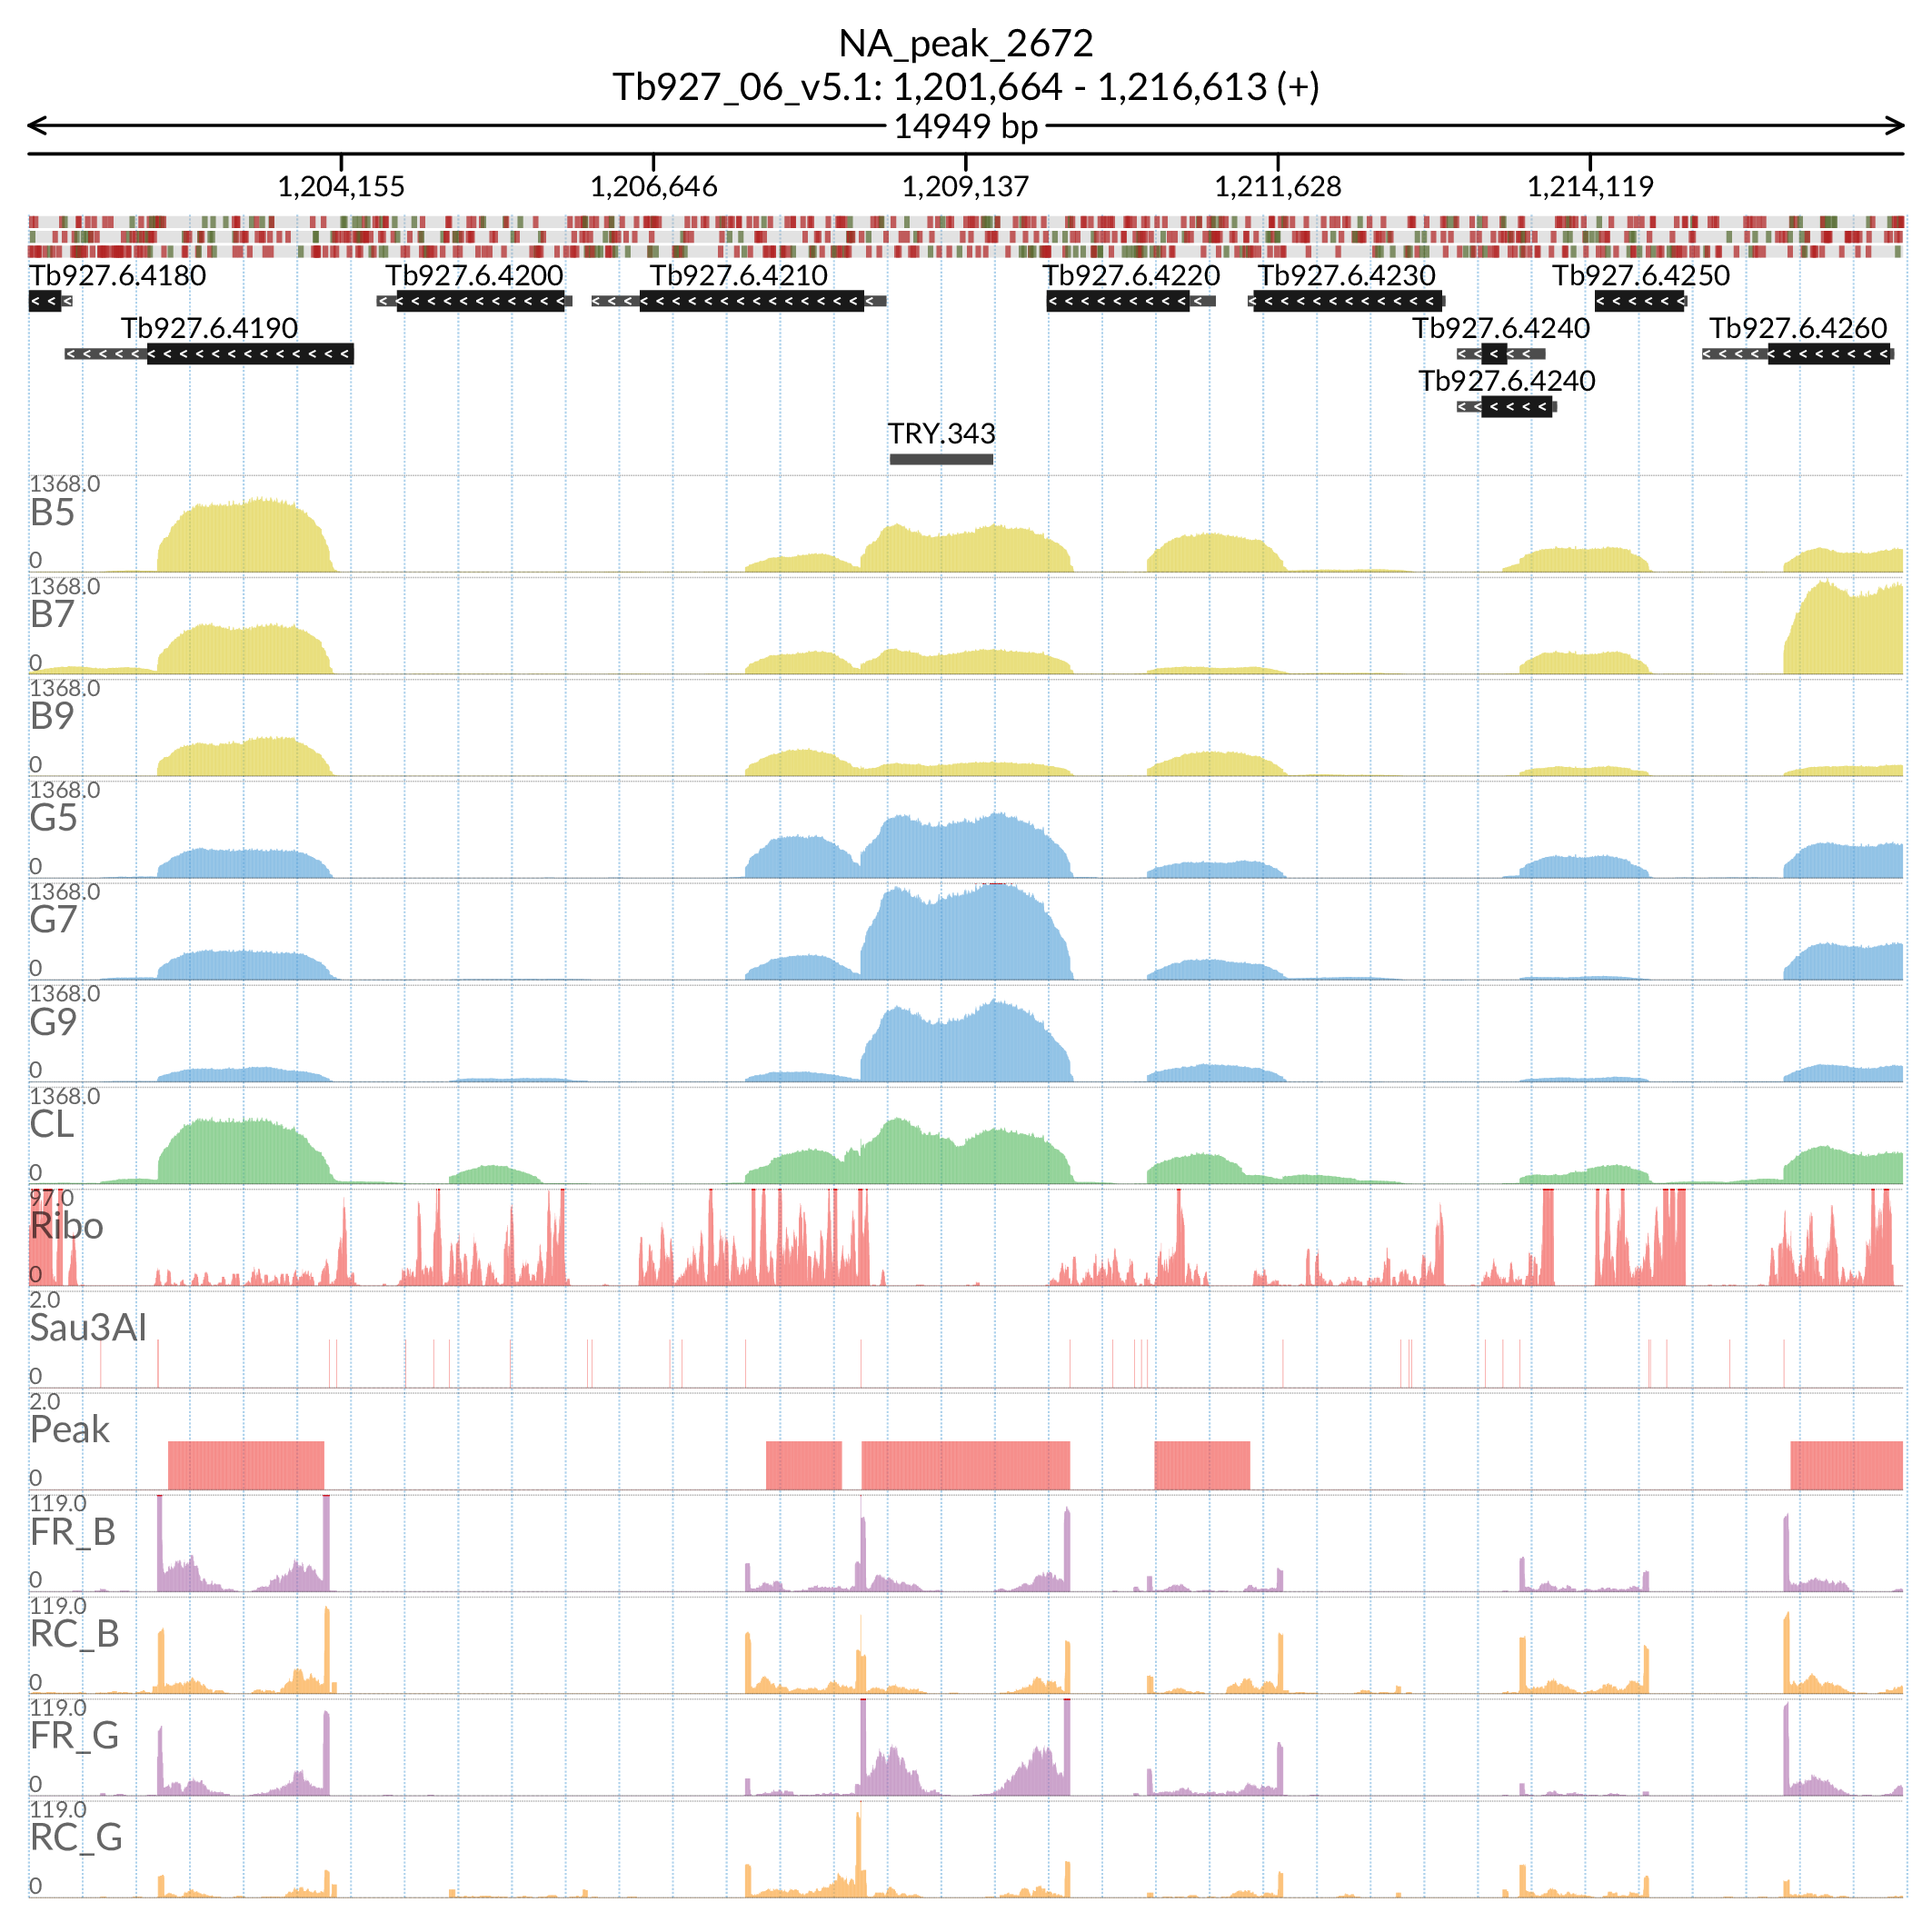 NA_peak_2672
Tb927_06_v5.1: 1,201,664 - 1,216,613 (+)
14949 bp
1,204,155 1,206,646 1,209,137 1,211,628 1,214,119
Tb927.6.4180 Tb927.6.4200 Tb927.6.4210 Tb927.6.4220 Tb927.6.4230 Tb927.6.4250
Tb927.6.4190 Tb927.6.4240 Tb927.6.4260
Tb927.6.4240
TRY.343
1368.0
B5
0
1368.0
B7
0
1368.0
B9
0
1368.0
G5
0
1368.0
G7
0
1368.0
G9
0
1368.0
CL
0
97.0
Ribo
0
2.0
Sau3AI
0
2.0
Peak
0
119.0
FR_B
0
119.0
RC_B
0
119.0
FR_G
0
119.0
RC_G
0